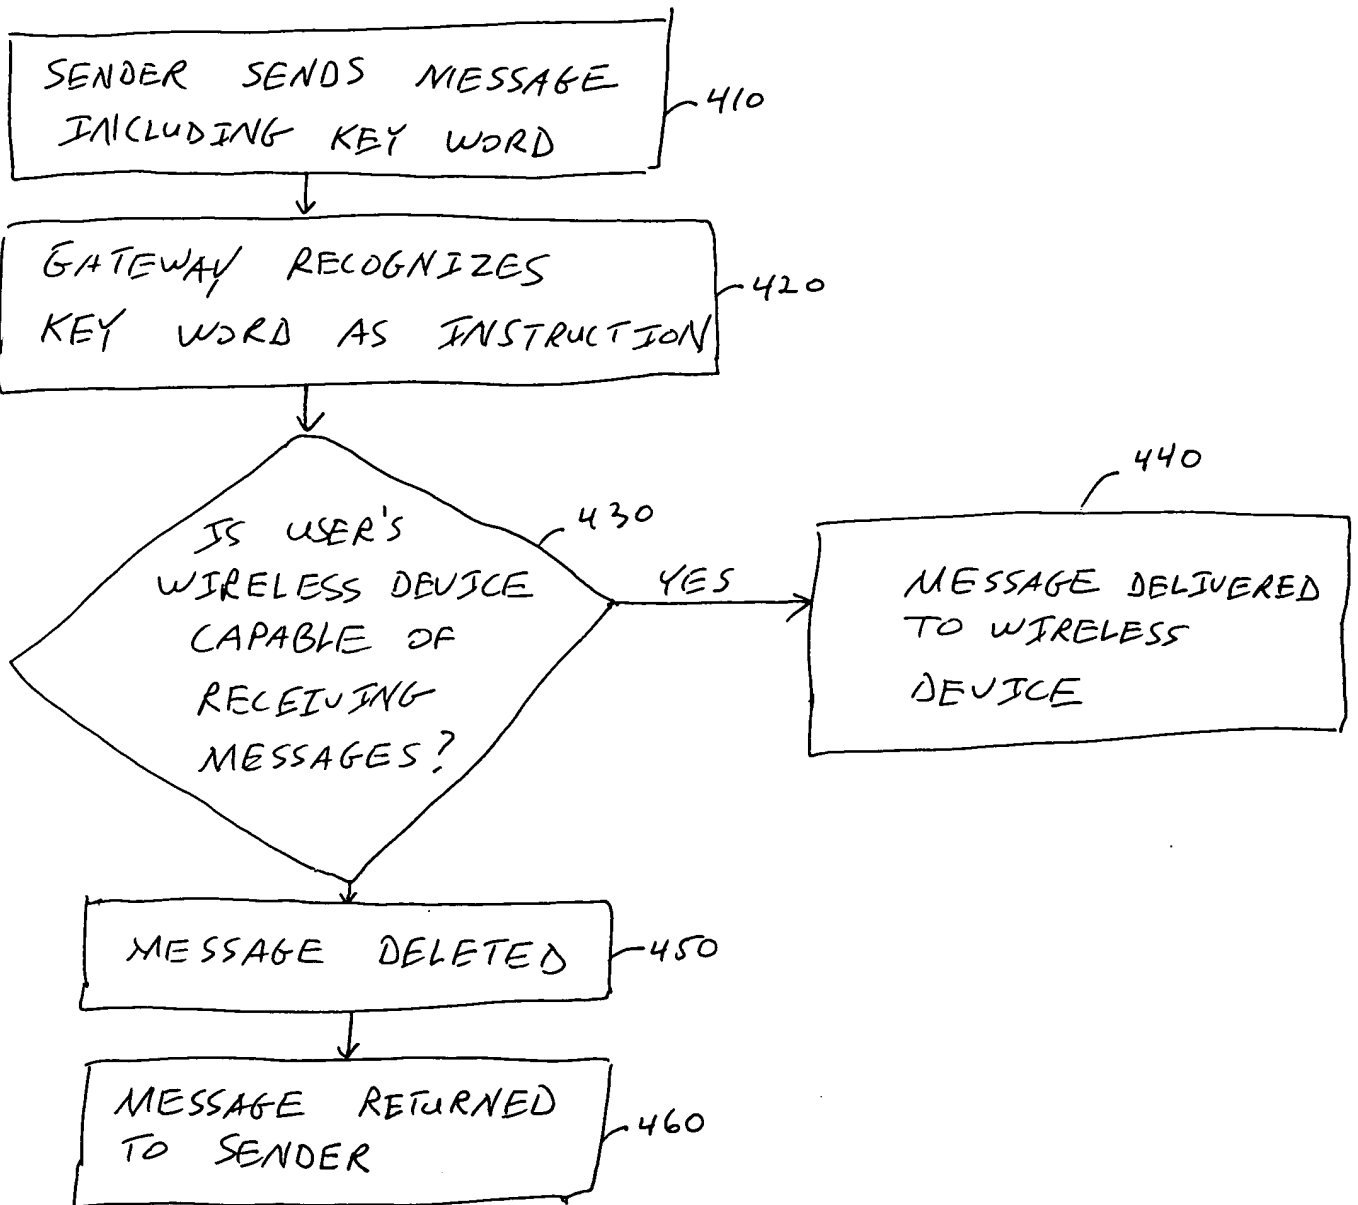 SENDER SENDS MESSAGE
INCLUDING KEY WORD
410
GATEWAY RECOGNIZES
KEY WORD AS INSTRUCTION
420
IS USER'S
WIRELESS DEVICE
CAPABLE OF
RECEIVING
MESSAGES?
430
YES
440
MESSAGE DELIVERED
TO WIRELESS
DEVICE
MESSAGE DELETED
450
MESSAGE RETURNED
TO SENDER
460